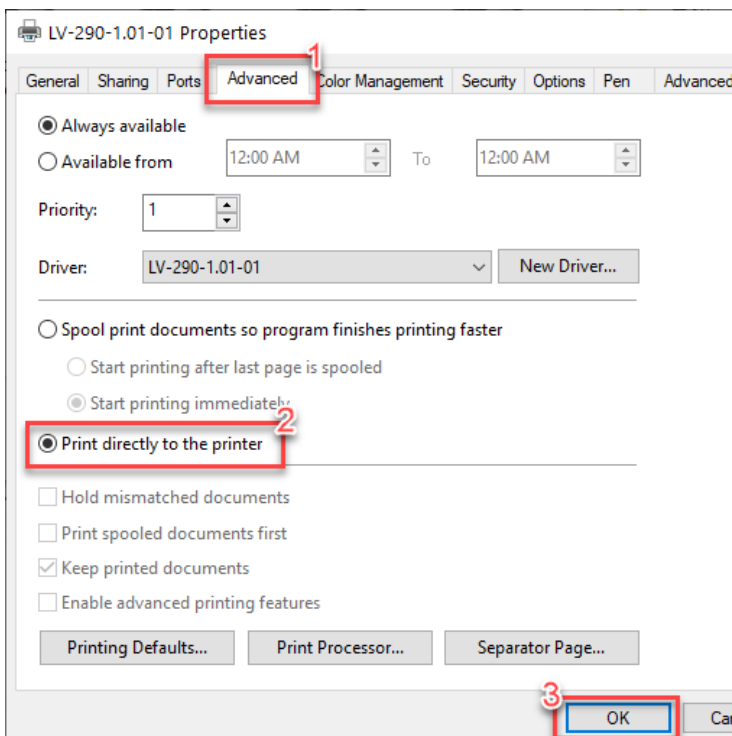 LV-290-1.01-01 Properties
1
General Sharing Ports Advanced Color Management Security Options Pen Advanced
Always available
Available from 12:00 AM To 12:00 AM
Priority: 1
Driver: LV-290-1.01-01 New Driver...
Spool print documents so program finishes printing faster
Start printing after last page is spooled
Start printing immediately
2
Print directly to the printer
Hold mismatched documents
Print spooled documents first
Keep printed documents
Enable advanced printing features
Printing Defaults... Print Processor... Separator Page...
3
OK Ca